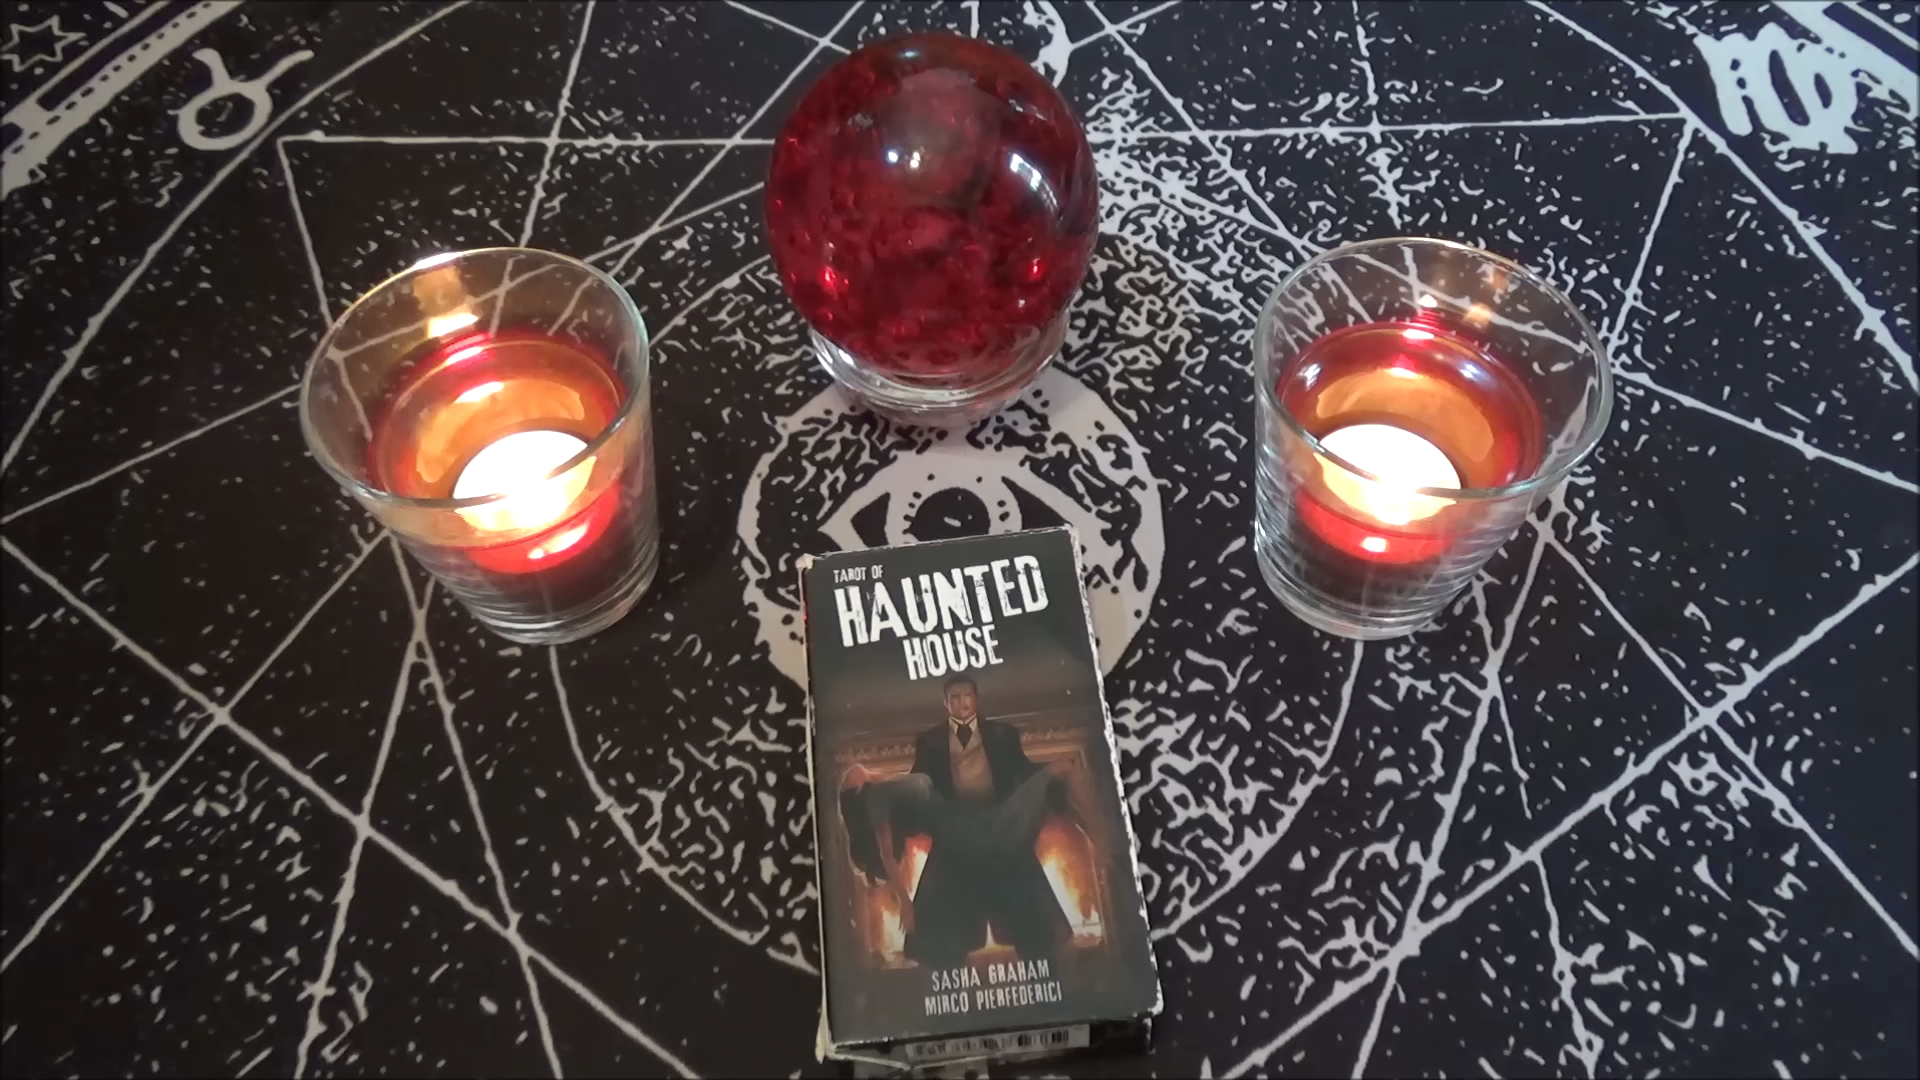 TAROT OF
HAUNTED
HOUSE
SASHA GRAHAM
MIRCO PIERFEDERICI